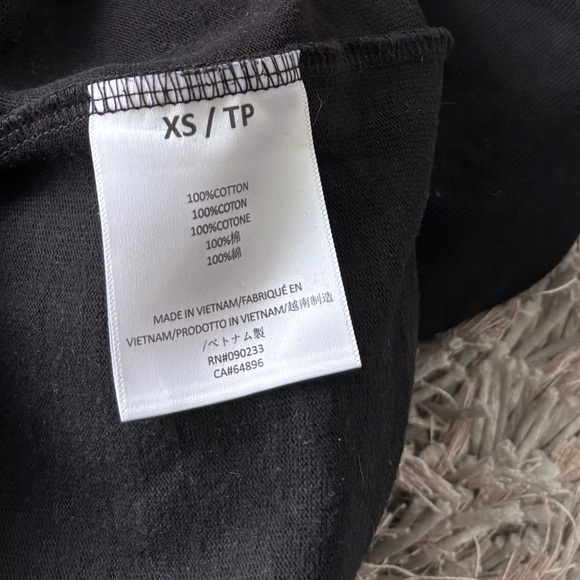 XS / TP
100%COTTON
100%COTON
100%COTONE
100%棉
100%綿
MADE IN VIETNAM/FABRIQUÉ EN
VIETNAM/PRODOTTO IN VIETNAM/越南制造
/ベトナム製
RN#090233
CA#64896